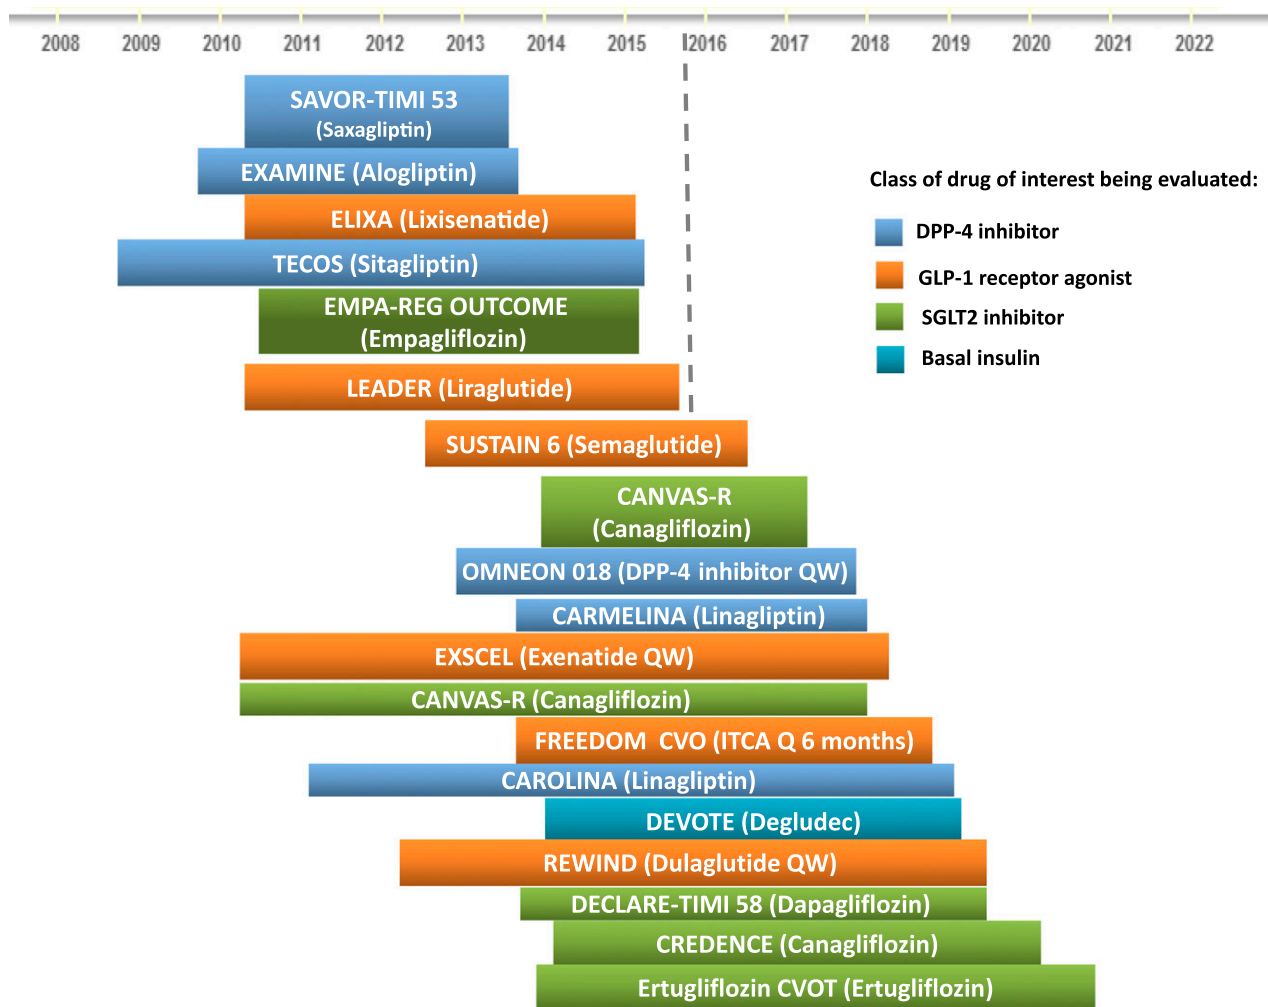 2008 2009 2010 2011 2012 2013 2014 2015 2016 2017 2018 2019 2020 2021 2022
SAVOR-TIMI 53
(Saxagliptin)
EXAMINE (Alogliptin)
ELIXA (Lixisenatide)
TECOS (Sitagliptin)
EMPA-REG OUTCOME
(Empagliflozin)
LEADER (Liraglutide)
SUSTAIN 6 (Semaglutide)
CANVAS-R
(Canagliflozin)
OMNEON 018 (DPP-4 inhibitor QW)
CARMELINA (Linagliptin)
EXSCEL (Exenatide QW)
CANVAS-R (Canagliflozin)
FREEDOM CVO (ITCA Q 6 months)
CAROLINA (Linagliptin)
DEVOTE (Degludec)
REWIND (Dulaglutide QW)
DECLARE-TIMI 58 (Dapagliflozin)
CREDENCE (Canagliflozin)
Ertugliflozin CVOT (Ertugliflozin)
Class of drug of interest being evaluated:
DPP-4 inhibitor
GLP-1 receptor agonist
SGLT2 inhibitor
Basal insulin